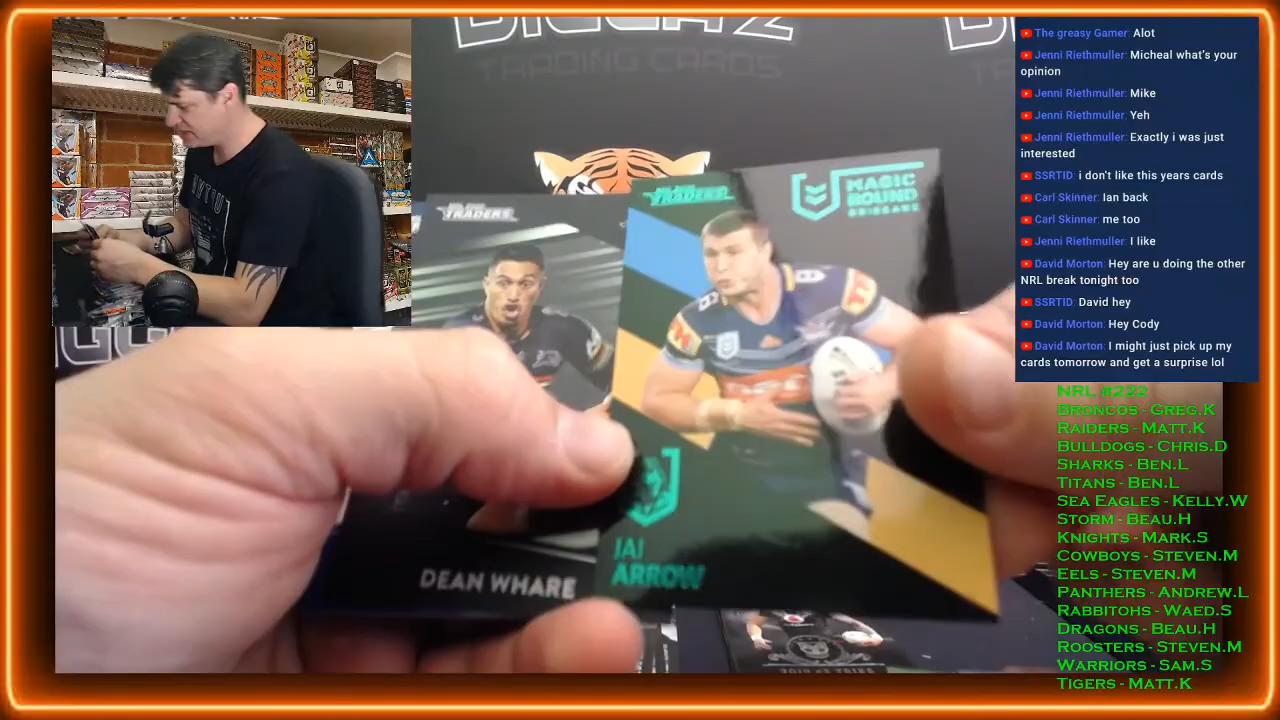 TRADING CARDS
TRADERS
TRADERS
MAGIC
ROUND
BRISBANE
DEAN WHARE
JAI
ARROW
The greasy Gamer: Alot
Jenni Riethmuller: Micheal what's your
opinion
Jenni Riethmuller: Mike
Jenni Riethmuller: Yeh
Jenni Riethmuller: Exactly i was just
interested
SSRTID: i don't like this years cards
Carl Skinner: Ian back
Carl Skinner: me too
Jenni Riethmuller: I like
David Morton: Hey are u doing the other
NRL break tonight too
SSRTID: David hey
David Morton: Hey Cody
David Morton: I might just pick up my
cards tomorrow and get a surprise lol
NRL #222
Broncos - Greg.K
Raiders - Matt.K
Bulldogs - Chris.D
Sharks - Ben.L
Titans - Ben.L
Sea Eagles - Kelly.W
Storm - Beau.H
Knights - Mark.S
Cowboys - Steven.M
Eels - Steven.M
Panthers - Andrew.L
Rabbitohs - Waed.S
Dragons - Beau.H
Roosters - Steven.M
Warriors - Sam.S
Tigers - Matt.K